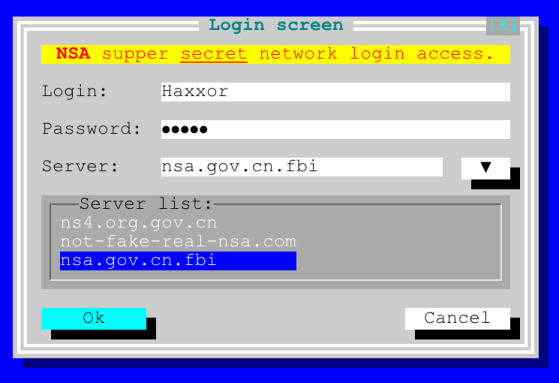 Login screen [X]
NSA supper secret network login access.
Login: Haxxor
Password: •••••
Server: nsa.gov.cn.fbi ▼
Server list:
ns4.org.gov.cn
not-fake-real-nsa.com
nsa.gov.cn.fbi
Ok Cancel